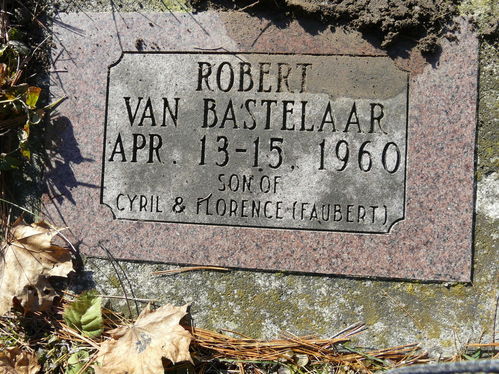 ROBERT
VAN BASTELAAR
APR. 13-15, 1960
SON OF
CYRIL & FLORENCE (FAUBERT)